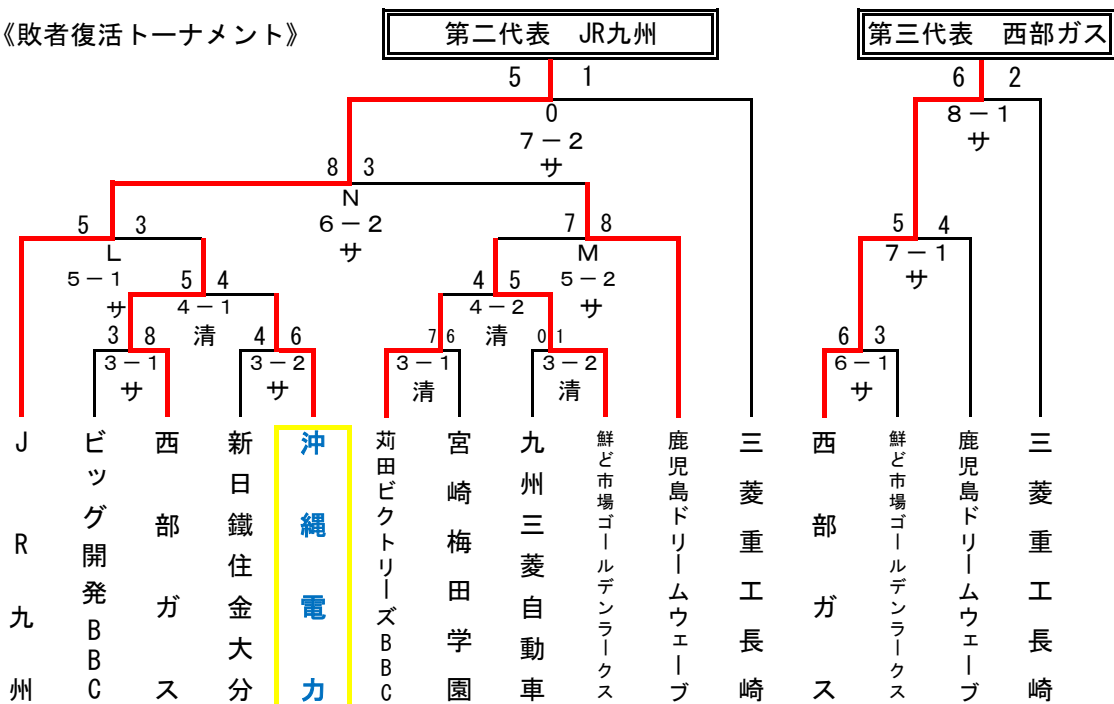 《敗者復活トーナメント》
第二代表　JR九州
第三代表　西部ガス
5 1
6 2
0
7－2
サ
8－1
サ
8 3
N
6－2
サ
5 3
L
5－1
サ
7 8
M
5－2
サ
5 4
7－1
サ
5 4
4－1
清
4 5
4－2
清
3 8
3－1
サ
4 6
3－2
サ
7 6
3－1
清
0 1
3－2
清
6 3
6－1
サ
JR九州
ビッグ開発BBC
西部ガス
新日鐵住金大分
沖縄電力
苅田ビクトリーズBBC
宮崎梅田学園
九州三菱自動車
鮮ど市場ゴールデンラークス
鹿児島ドリームウェーブ
三菱重工長崎
西部ガス
鮮ど市場ゴールデンラークス
鹿児島ドリームウェーブ
三菱重工長崎